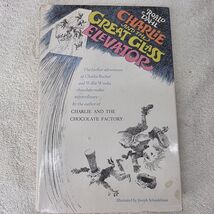 ROALD DAHL
CHARLIE
AND THE
GREAT GLASS
ELEVATOR
The further adventures
of Charlie Bucket
and Willy Wonka,
chocolate-maker
extraordinary
by the author of
CHARLIE AND THE
CHOCOLATE FACTORY
Illustrated by Joseph Schindelman